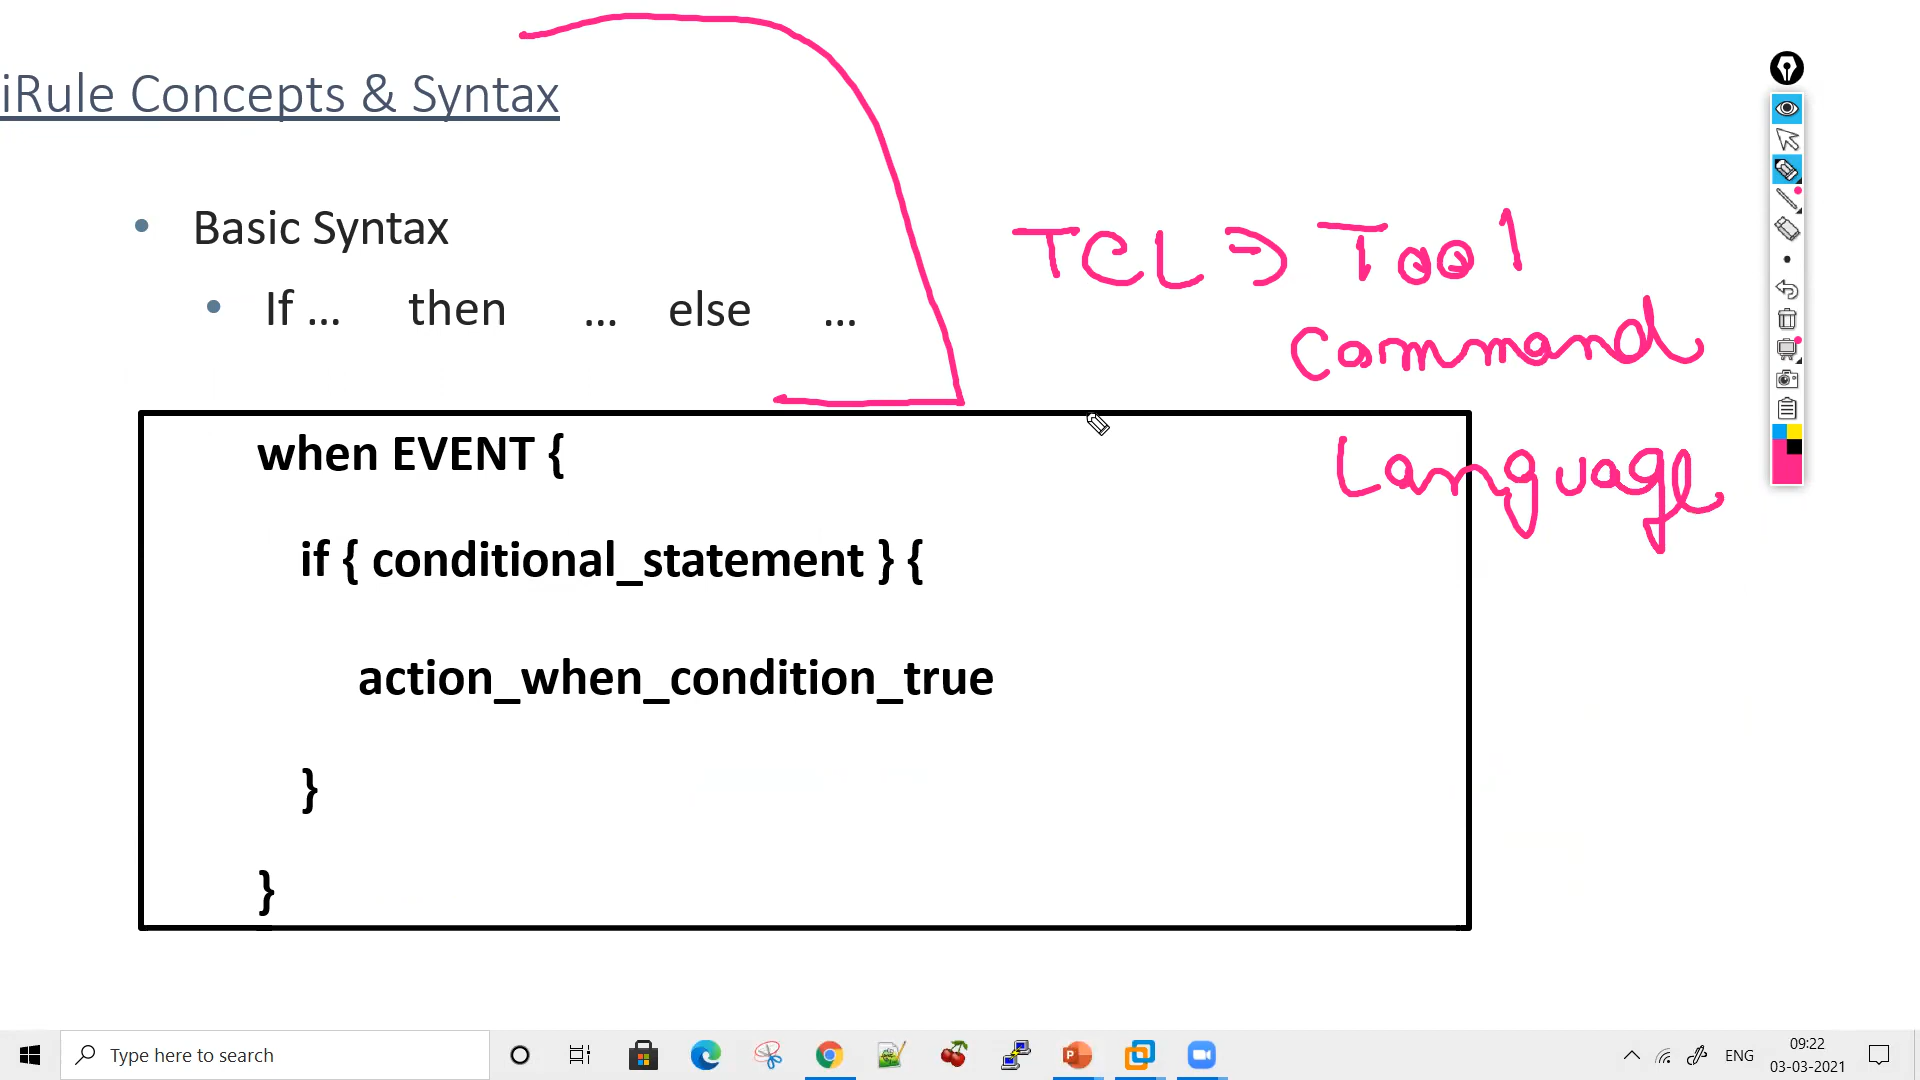 iRule Concepts & Syntax
• Basic Syntax
• If ... then ... else ...
TCL => Tool
Command
Language
when EVENT {
if { conditional_statement } {
action_when_condition_true
}
}
Type here to search
ENG
09:22
03-03-2021